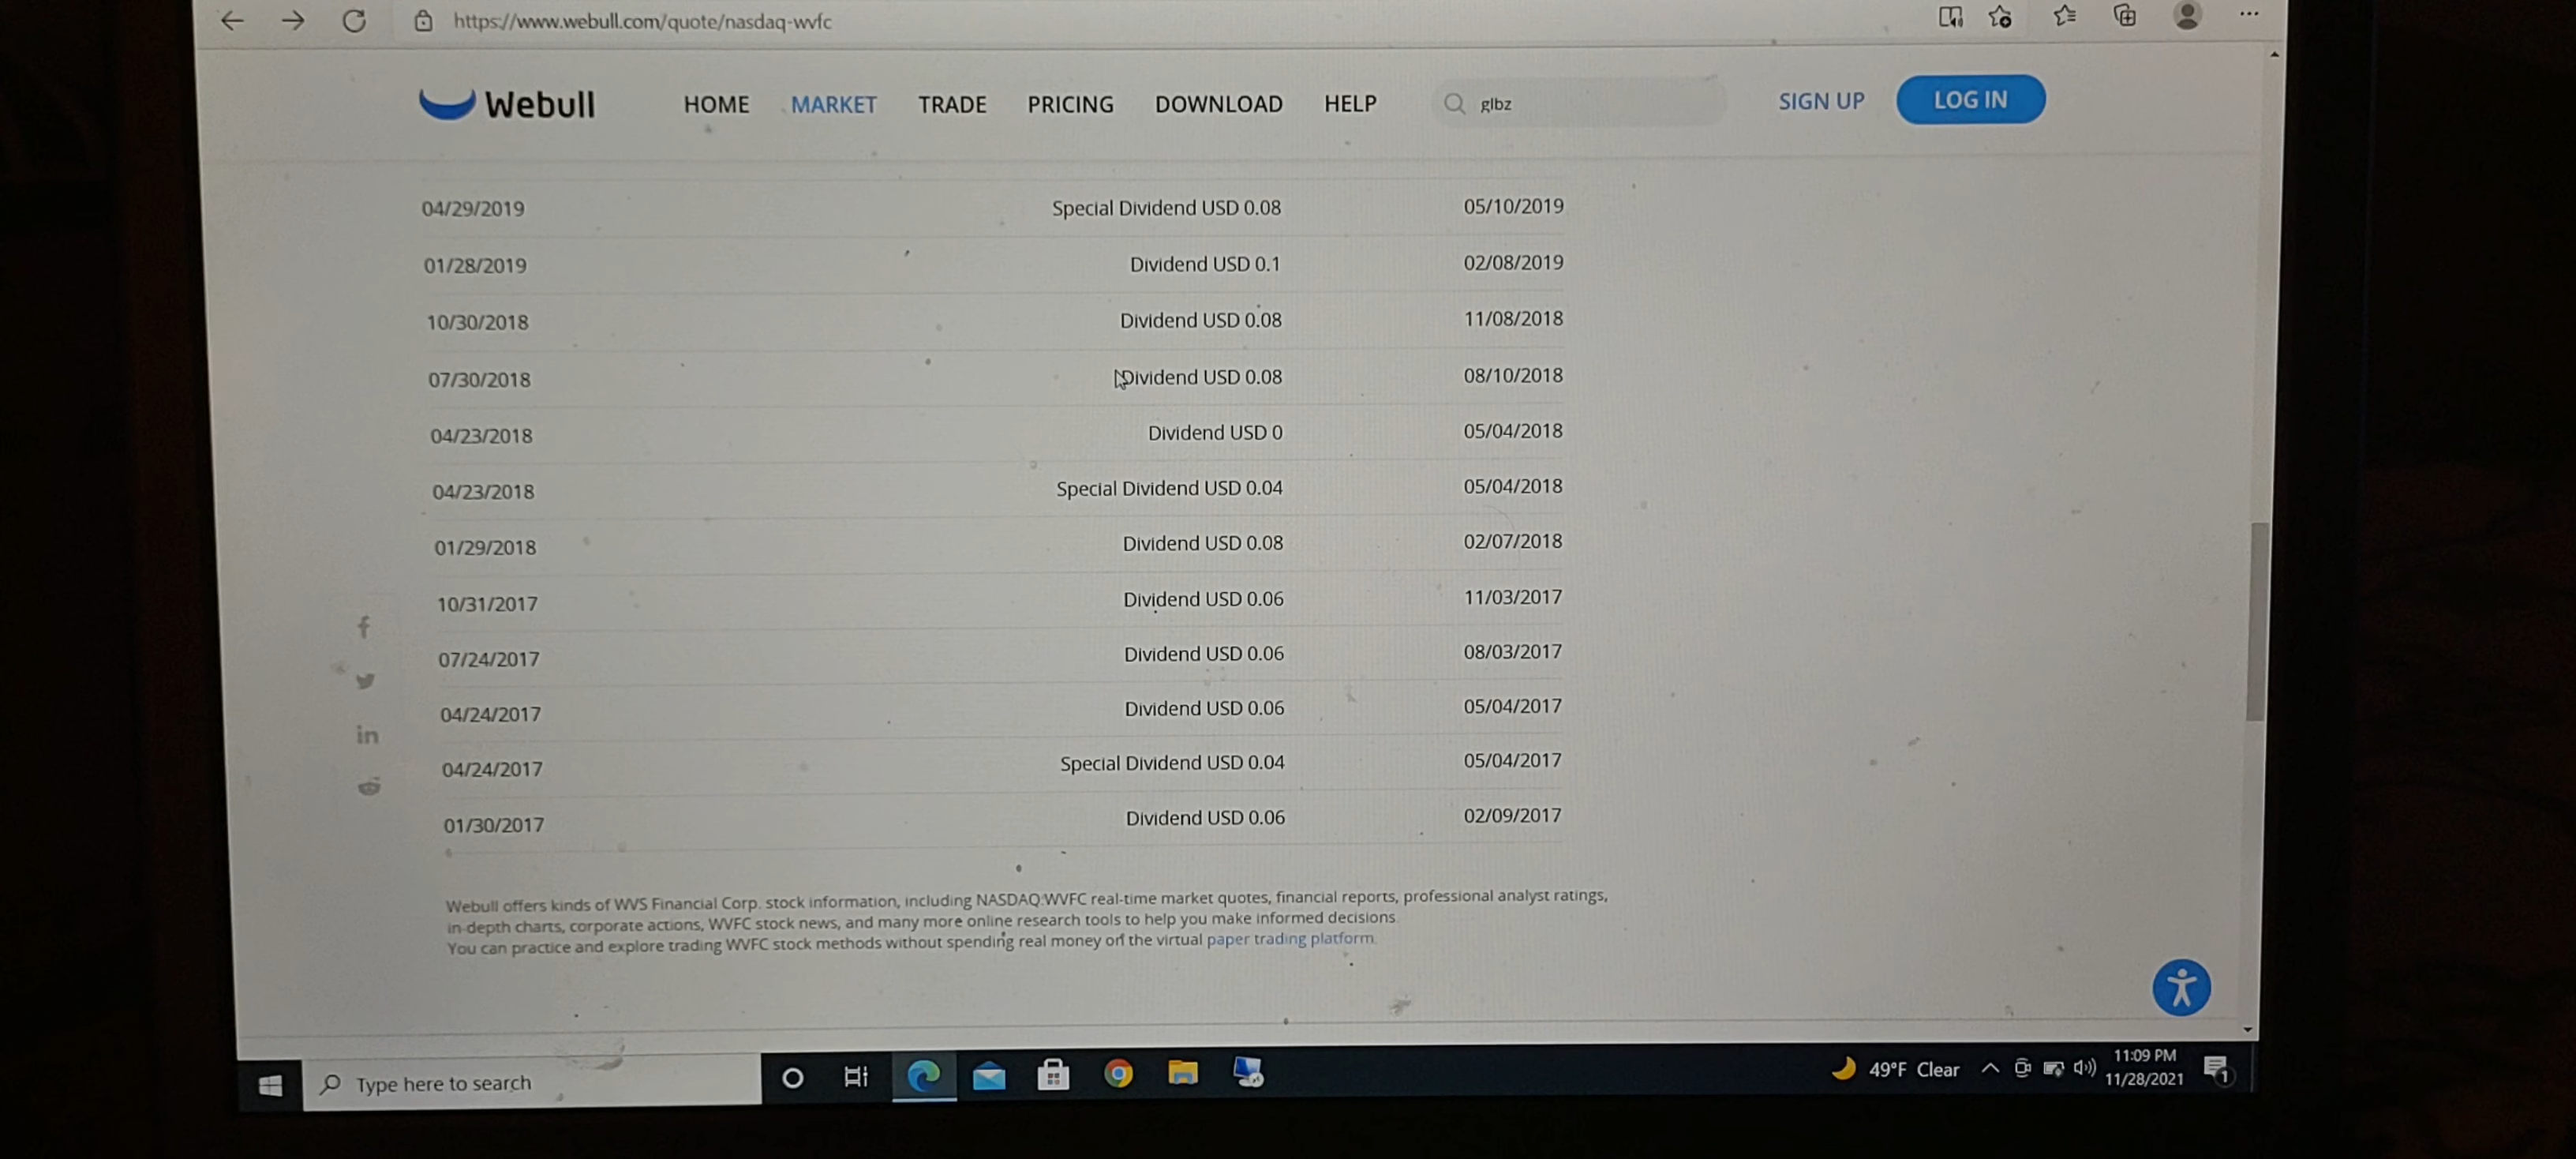 https://www.webull.com/quote/nasdaq-wvfc
Webull HOME MARKET TRADE PRICING DOWNLOAD HELP glbz SIGN UP LOG IN
04/29/2019 Special Dividend USD 0.08 05/10/2019
01/28/2019 Dividend USD 0.1 02/08/2019
10/30/2018 Dividend USD 0.08 11/08/2018
07/30/2018 Dividend USD 0.08 08/10/2018
04/23/2018 Dividend USD 0 05/04/2018
04/23/2018 Special Dividend USD 0.04 05/04/2018
01/29/2018 Dividend USD 0.08 02/07/2018
10/31/2017 Dividend USD 0.06 11/03/2017
07/24/2017 Dividend USD 0.06 08/03/2017
04/24/2017 Dividend USD 0.06 05/04/2017
04/24/2017 Special Dividend USD 0.04 05/04/2017
01/30/2017 Dividend USD 0.06 02/09/2017
f
in
Webull offers kinds of WVS Financial Corp. stock information, including NASDAQ:WVFC real-time market quotes, financial reports, professional analyst ratings,
in-depth charts, corporate actions, WVFC stock news, and many more online research tools to help you make informed decisions.
You can practice and explore trading WVFC stock methods without spending real money on the virtual paper trading platform.
Type here to search 49°F Clear 11:09 PM
11/28/2021 1